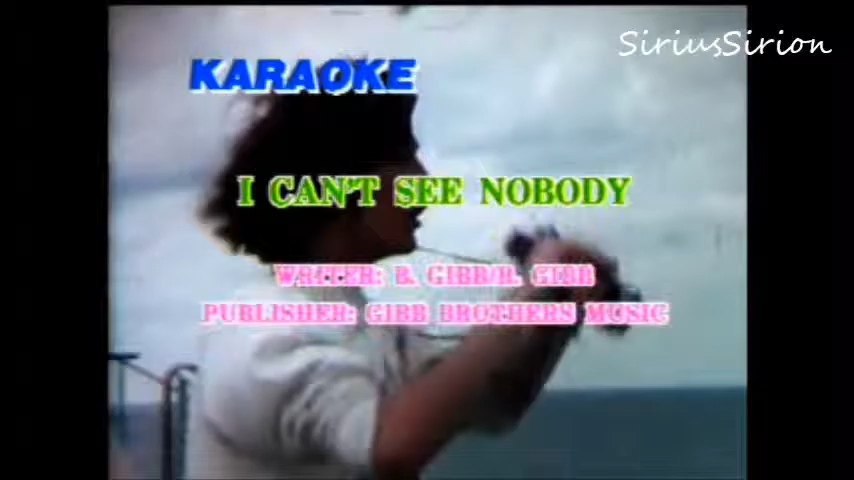 SiriusSirion
KARAOKE
I CAN'T SEE NOBODY
WRITER: B. GIBB/R. GIBB
PUBLISHER: GIBB BROTHERS MUSIC